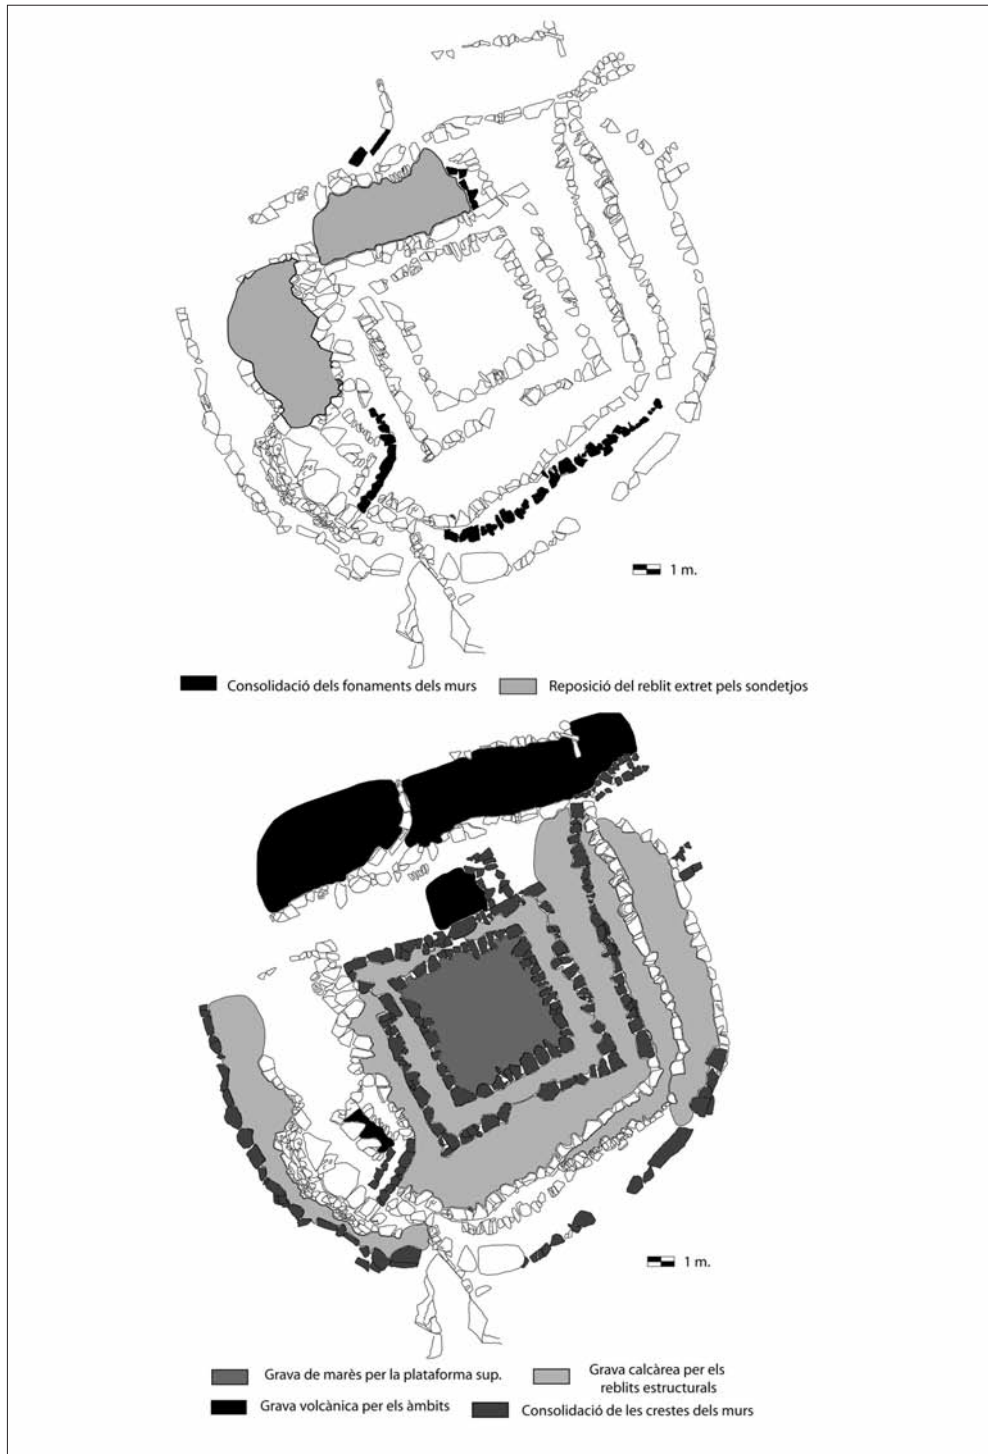 1 m.
Consolidació dels fonaments dels murs
Reposició del reblit extret pels sondetjos
1 m.
Grava de marès per la plataforma sup.
Grava calcàrea per els
reblits estructurals
Grava volcànica per els àmbits
Consolidació de les crestes dels murs